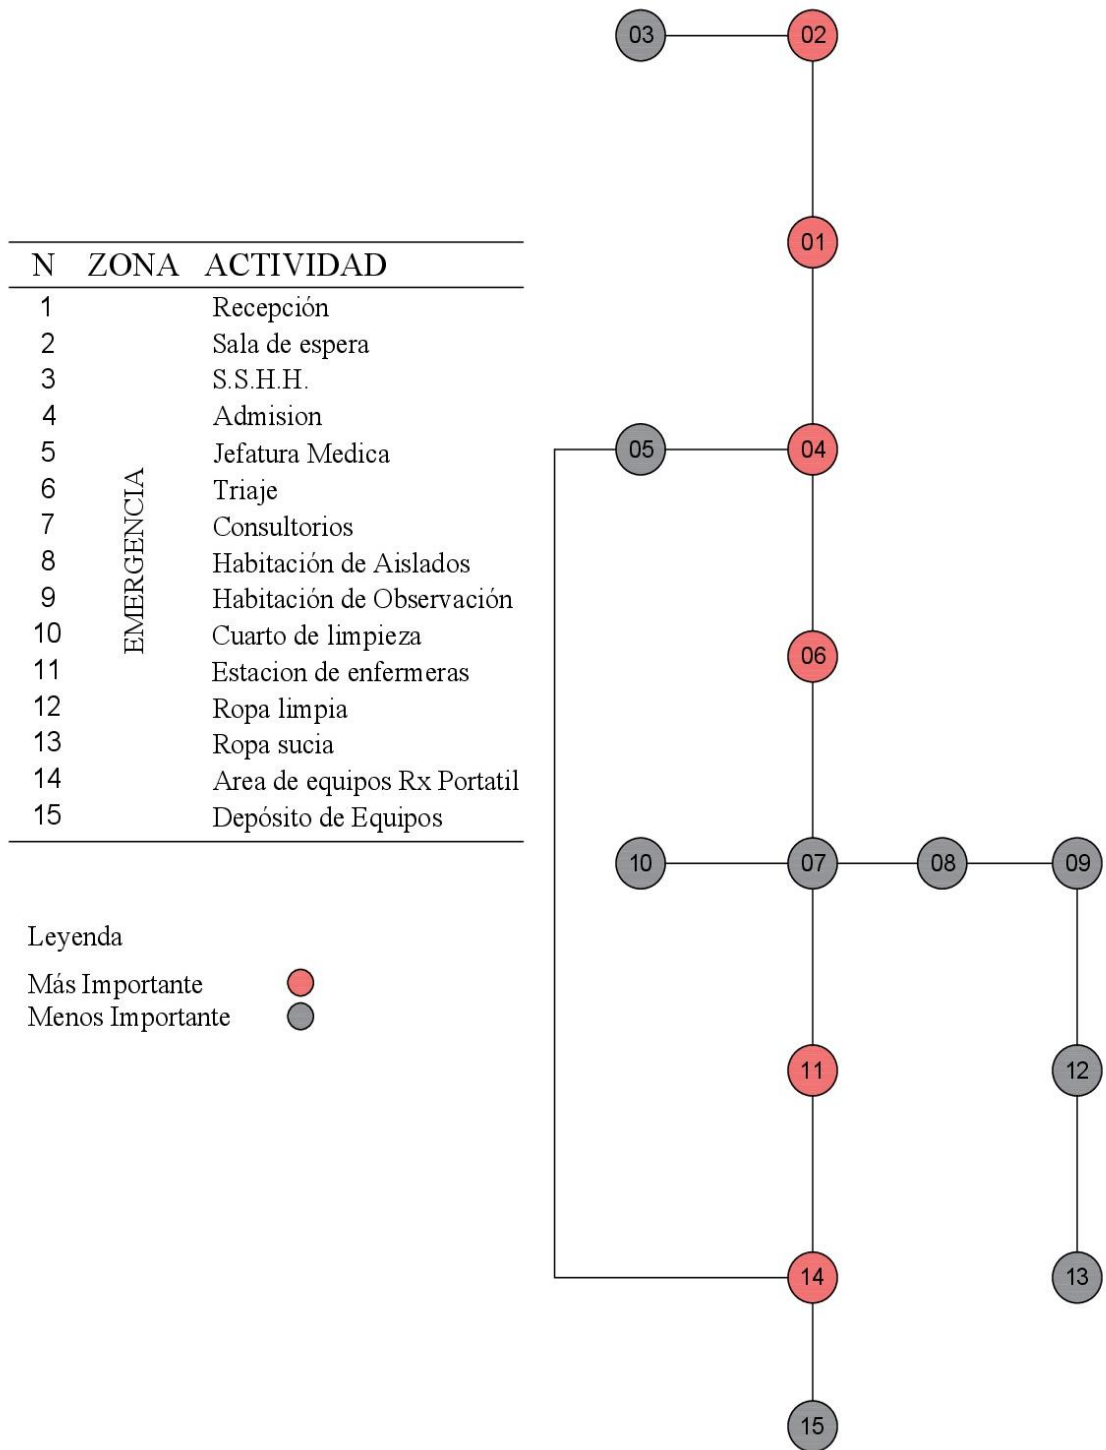 N ZONA ACTIVIDAD
1 Recepción
2 Sala de espera
3 S.S.H.H.
4 Admision
5 Jefatura Medica
6 Triaje
7 Consultorios
8 Habitación de Aislados
9 Habitación de Observación
10 Cuarto de limpieza
11 Estacion de enfermeras
12 Ropa limpia
13 Ropa sucia
14 Area de equipos Rx Portatil
15 Depósito de Equipos
EMERGENCIA
Leyenda
Más Importante
Menos Importante
03 02
01
05 04
06
10 07 08 09
11 12
14 13
15